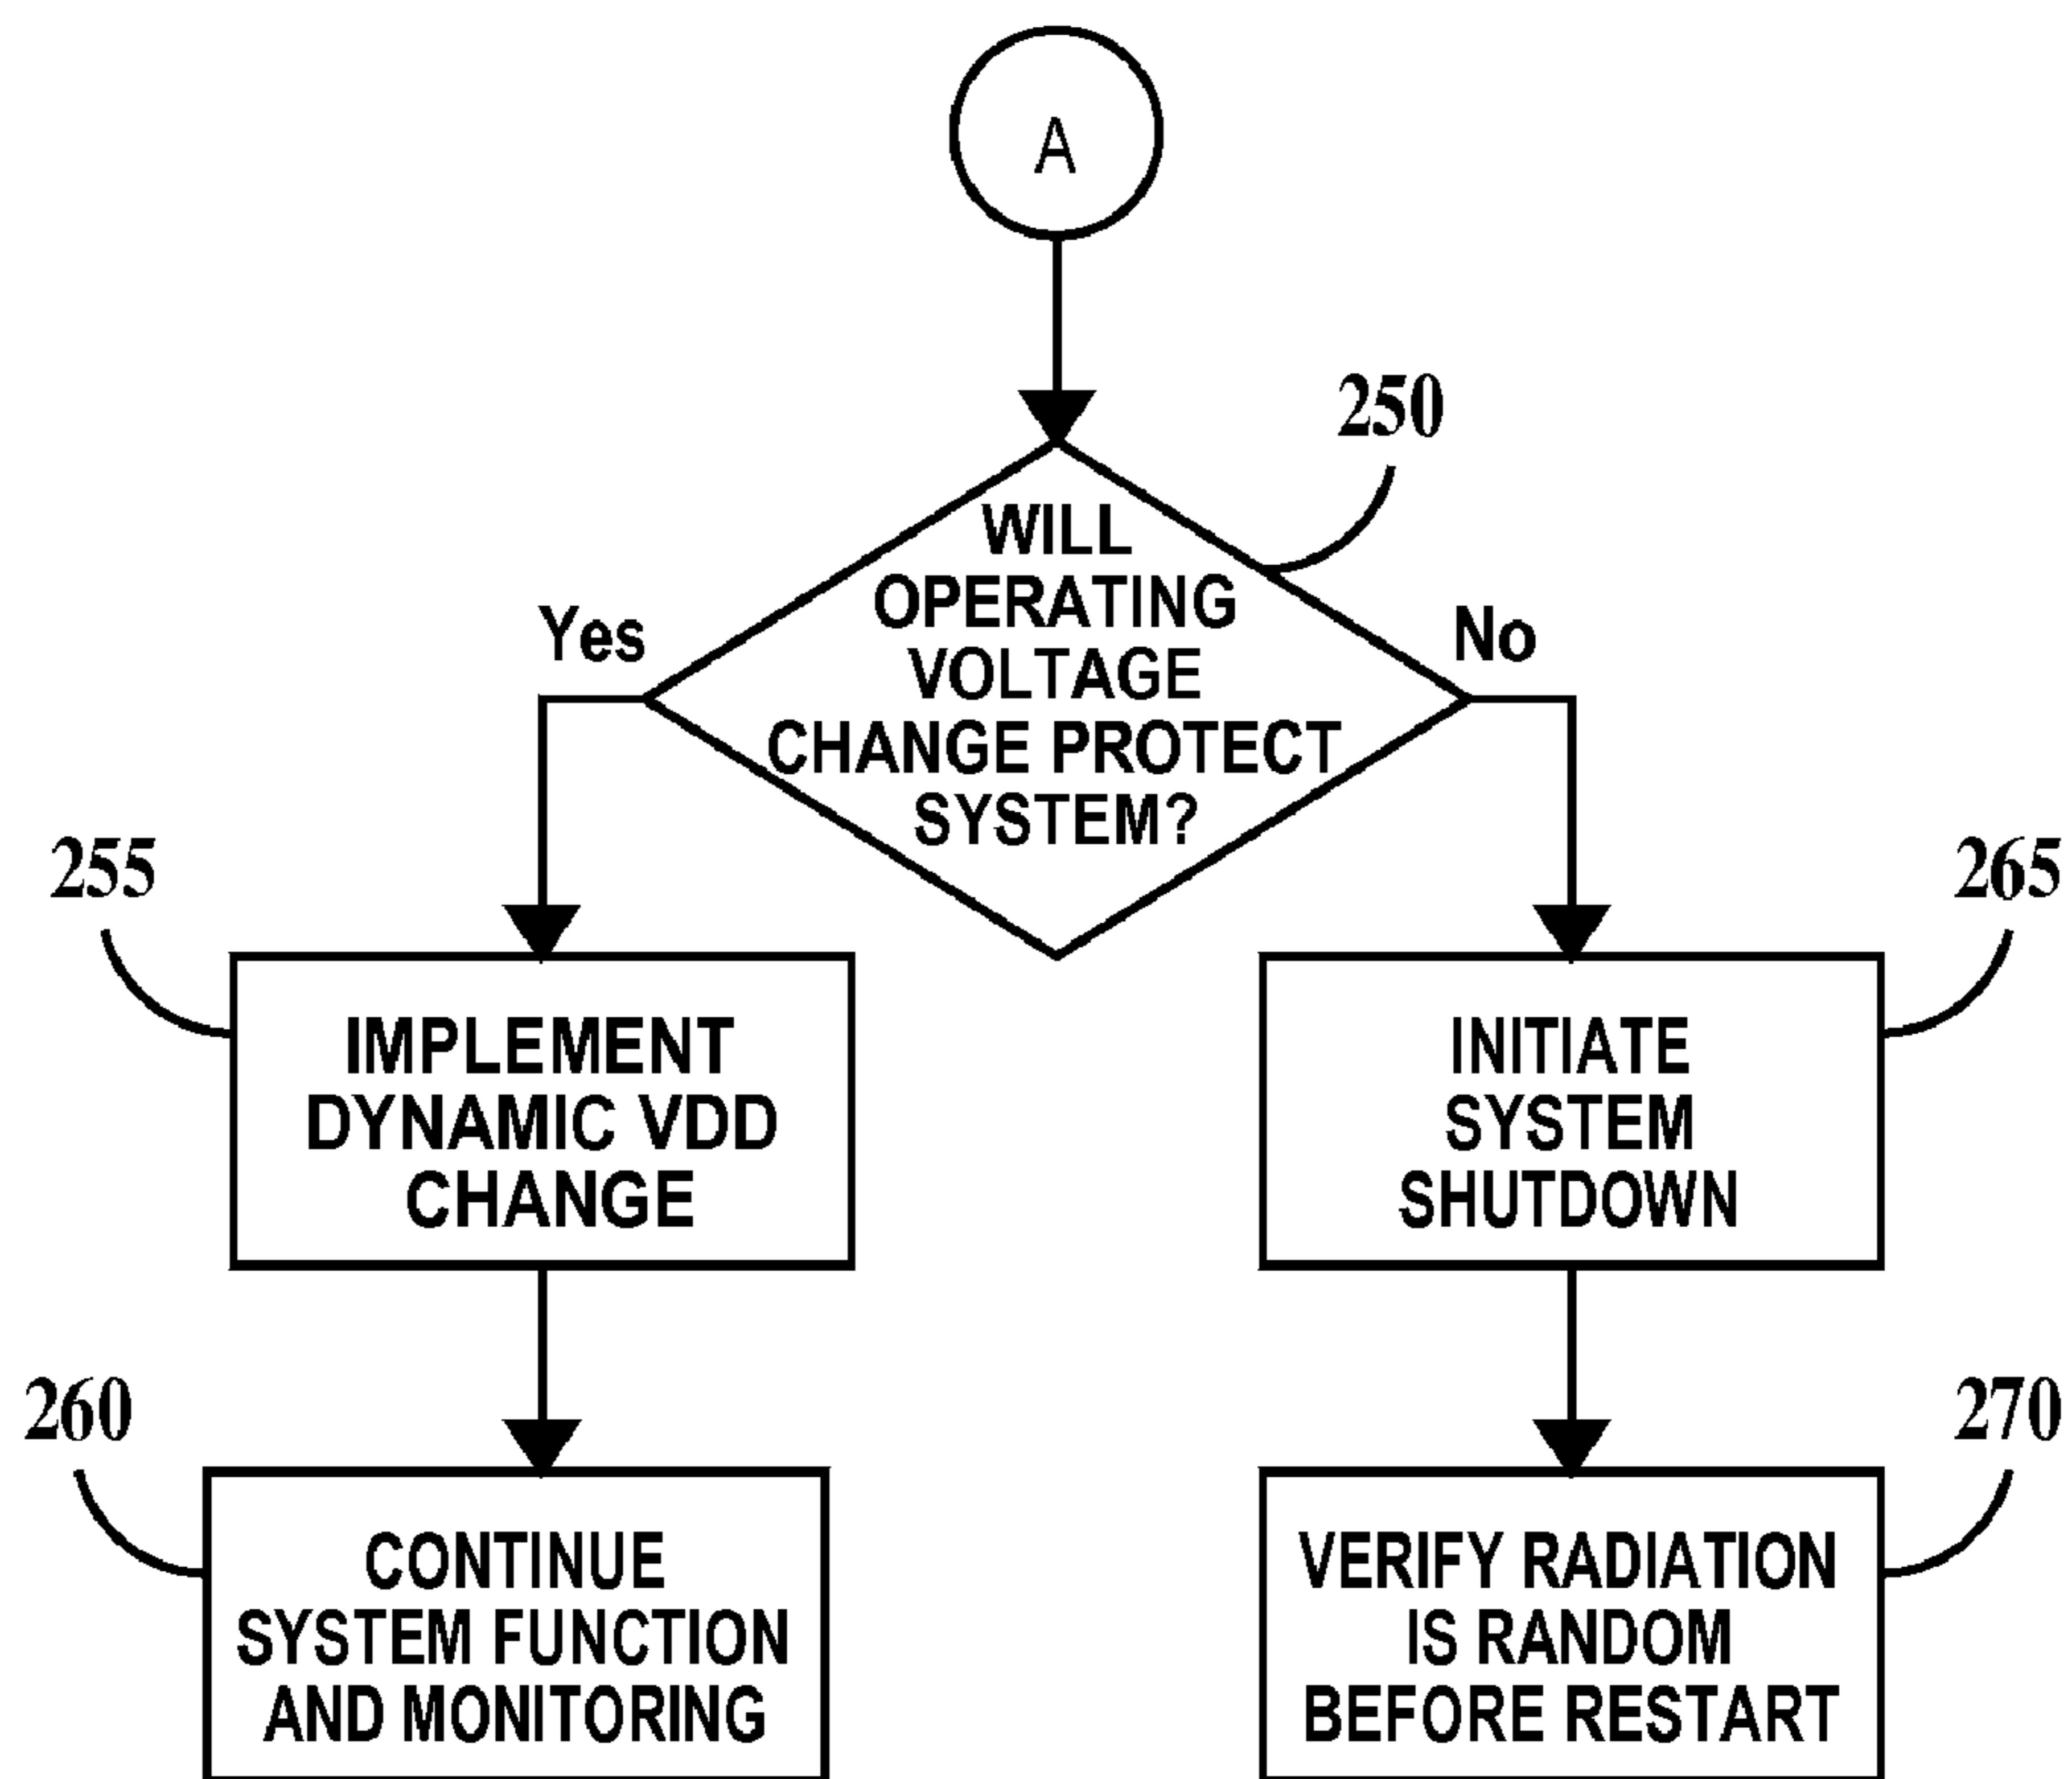 A
250
WILL
OPERATING
VOLTAGE
CHANGE PROTECT
SYSTEM?
Yes
No
255
IMPLEMENT
DYNAMIC VDD
CHANGE
265
INITIATE
SYSTEM
SHUTDOWN
260
CONTINUE
SYSTEM FUNCTION
AND MONITORING
270
VERIFY RADIATION
IS RANDOM
BEFORE RESTART